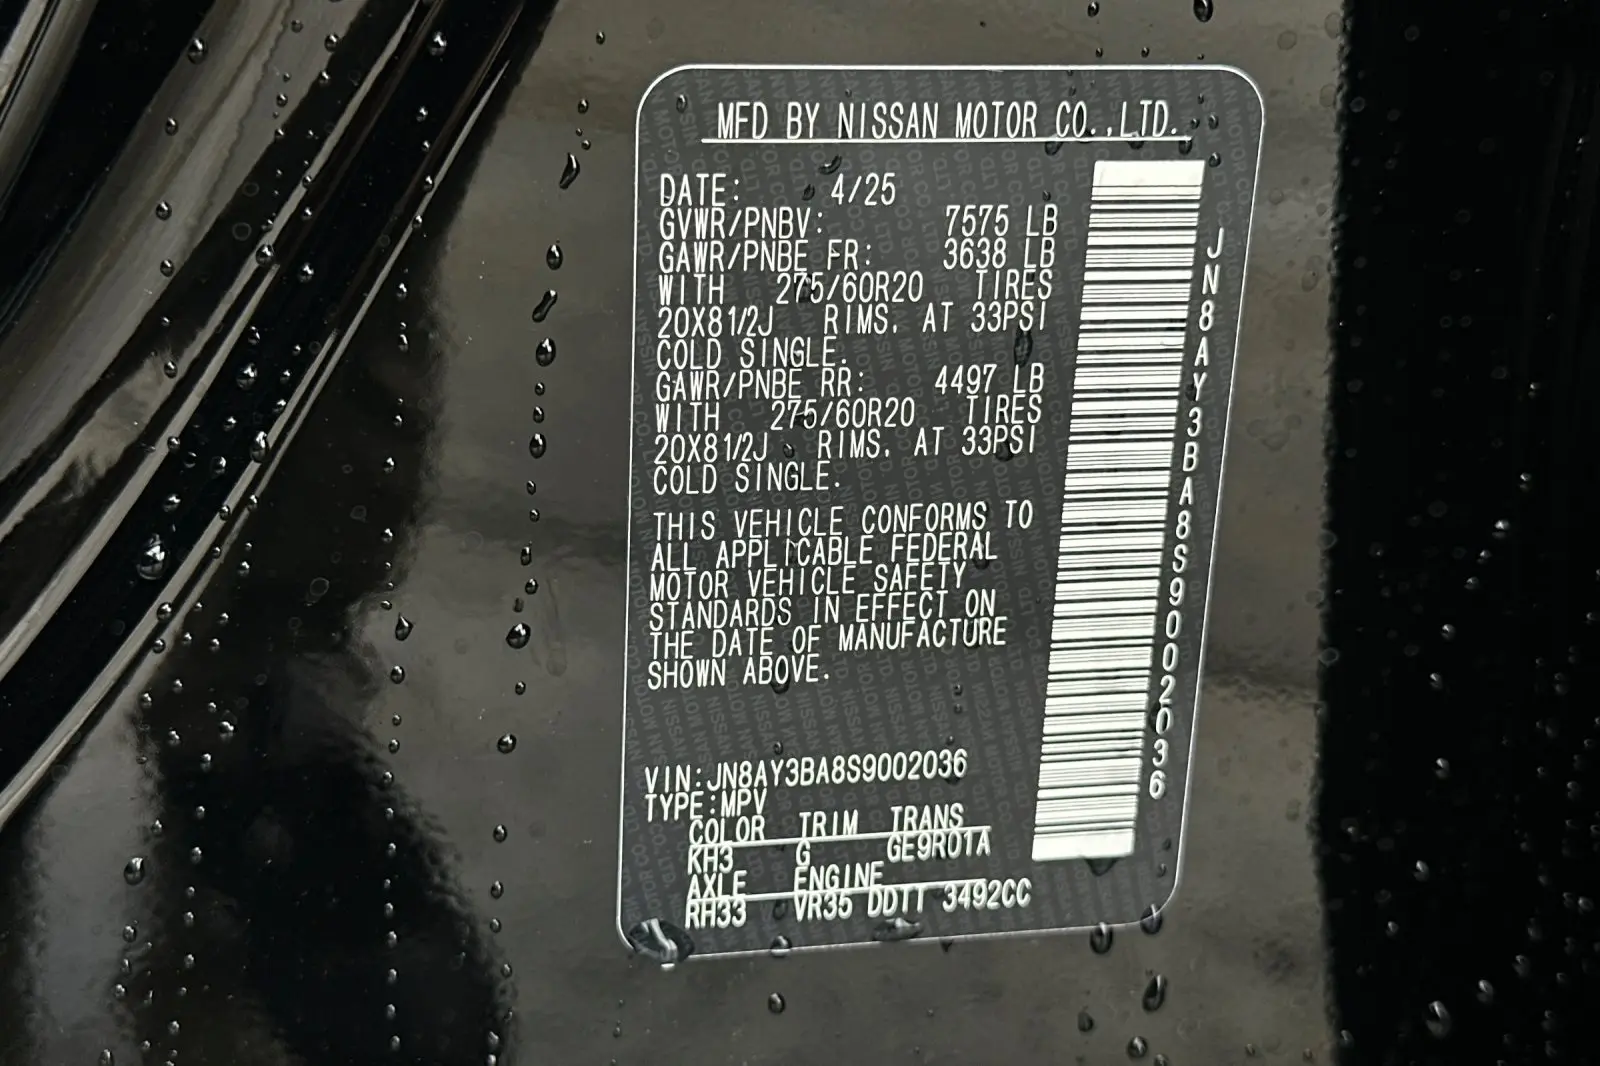 MFD BY NISSAN MOTOR CO.,LTD.
DATE: 4/25
GVWR/PNBV: 7575 LB
GAWR/PNBE FR: 3638 LB
WITH 275/60R20 TIRES
20X81/2J RIMS. AT 33PSI
COLD SINGLE.
GAWR/PNBE RR: 4497 LB
WITH 275/60R20 TIRES
20X81/2J RIMS. AT 33PSI
COLD SINGLE.
THIS VEHICLE CONFORMS TO
ALL APPLICABLE FEDERAL
MOTOR VEHICLE SAFETY
STANDARDS IN EFFECT ON
THE DATE OF MANUFACTURE
SHOWN ABOVE.
VIN:JN8AY3BA8S9002036
TYPE:MPV
COLOR TRIM TRANS
KH3 G GE9R01A
AXLE ENGINE
RH33 VR35 DDTT 3492CC
JN8AY3BA8S9002036